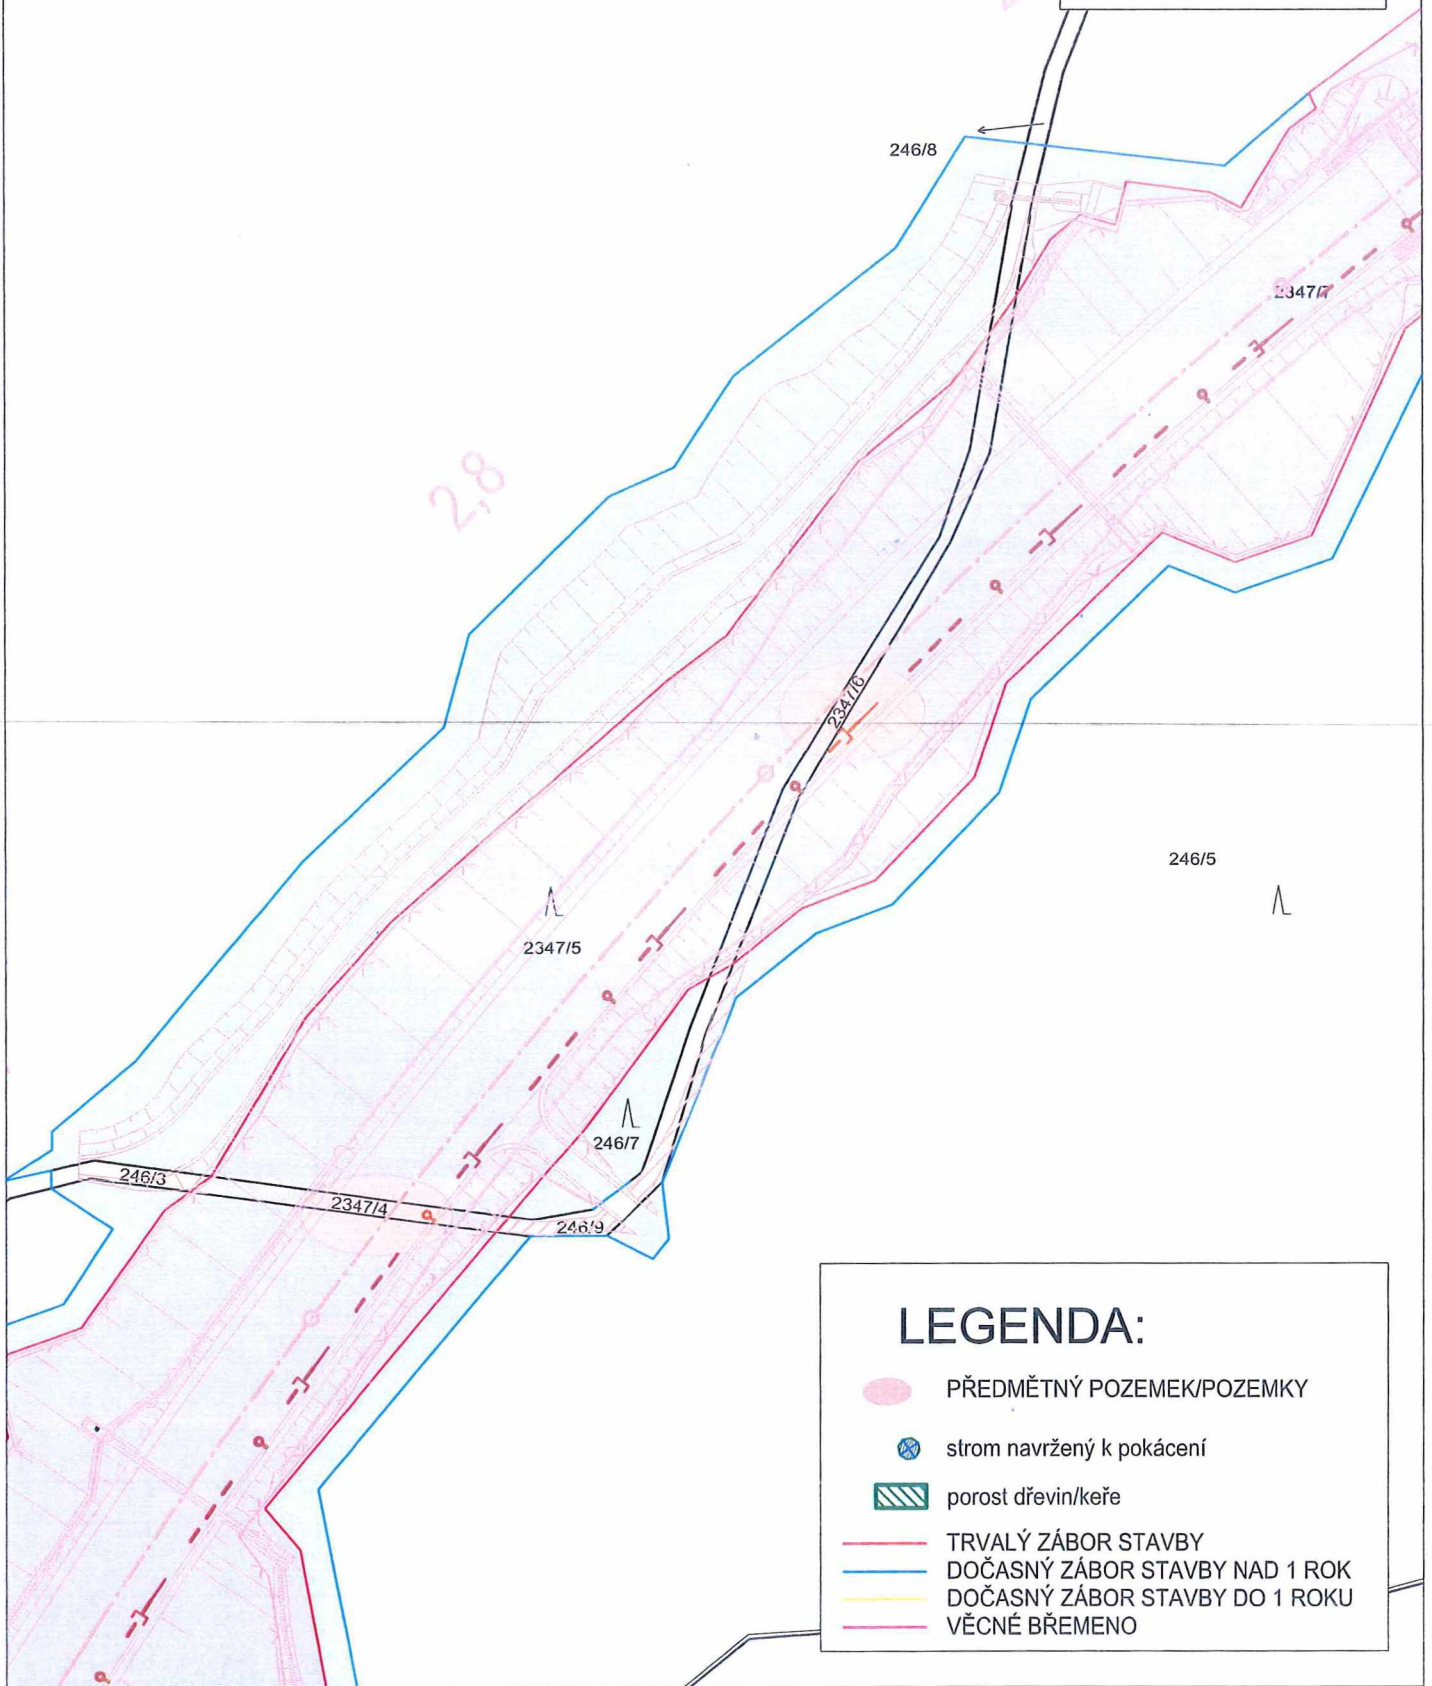 246/8
2347/7
2,8
2347/6
246/5
2347/5
246/7
246/3
2347/4
246/9
LEGENDA:
PŘEDMĚTNÝ POZEMEK/POZEMKY
strom navržený k pokácení
porost dřevin/keře
TRVALÝ ZÁBOR STAVBY
DOČASNÝ ZÁBOR STAVBY NAD 1 ROK
DOČASNÝ ZÁBOR STAVBY DO 1 ROKU
VĚCNÉ BŘEMENO